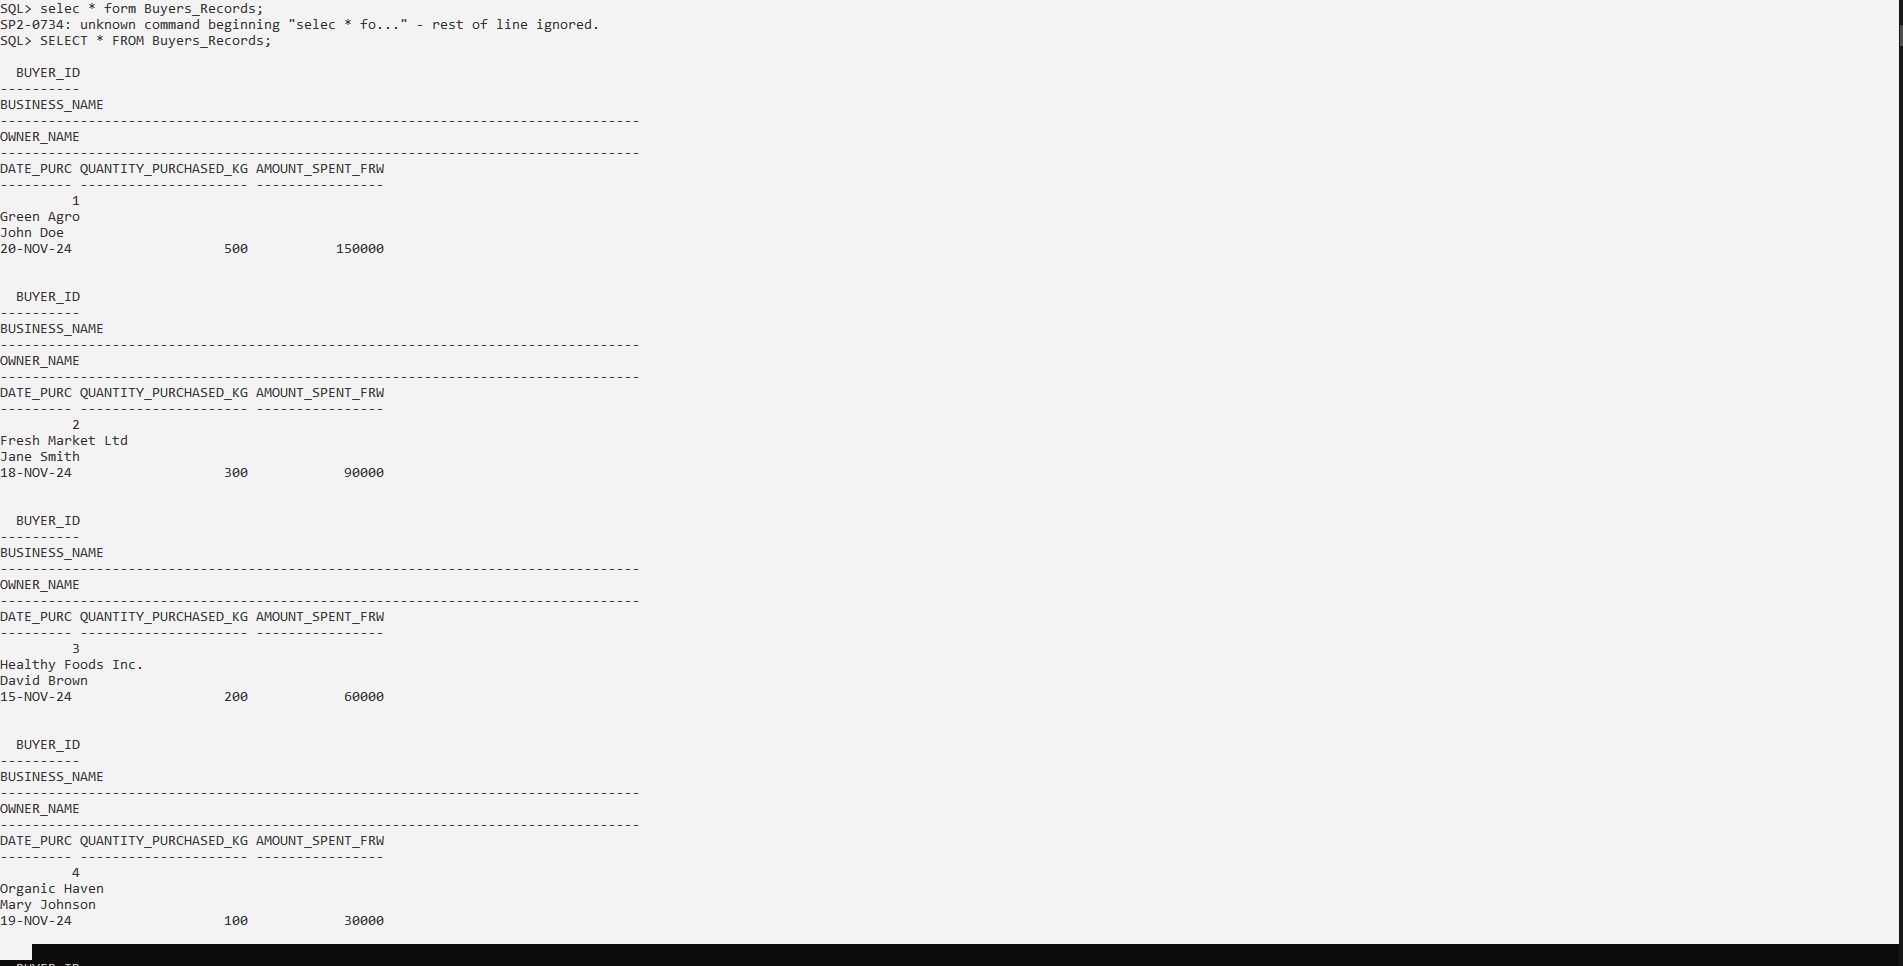 SQL> selec * form Buyers_Records;
SP2-0734: unknown command beginning "selec * fo..." - rest of line ignored.
SQL> SELECT * FROM Buyers_Records;
  BUYER_ID
----------
BUSINESS_NAME
--------------------------------------------------------------------------------
OWNER_NAME
--------------------------------------------------------------------------------
DATE_PURC QUANTITY_PURCHASED_KG AMOUNT_SPENT_FRW
--------- --------------------- ----------------
         1
Green Agro
John Doe
20-NOV-24                   500           150000
  BUYER_ID
----------
BUSINESS_NAME
--------------------------------------------------------------------------------
OWNER_NAME
--------------------------------------------------------------------------------
DATE_PURC QUANTITY_PURCHASED_KG AMOUNT_SPENT_FRW
--------- --------------------- ----------------
         2
Fresh Market Ltd
Jane Smith
18-NOV-24                   300            90000
  BUYER_ID
----------
BUSINESS_NAME
--------------------------------------------------------------------------------
OWNER_NAME
--------------------------------------------------------------------------------
DATE_PURC QUANTITY_PURCHASED_KG AMOUNT_SPENT_FRW
--------- --------------------- ----------------
         3
Healthy Foods Inc.
David Brown
15-NOV-24                   200            60000
  BUYER_ID
----------
BUSINESS_NAME
--------------------------------------------------------------------------------
OWNER_NAME
--------------------------------------------------------------------------------
DATE_PURC QUANTITY_PURCHASED_KG AMOUNT_SPENT_FRW
--------- --------------------- ----------------
         4
Organic Haven
Mary Johnson
19-NOV-24                   100            30000